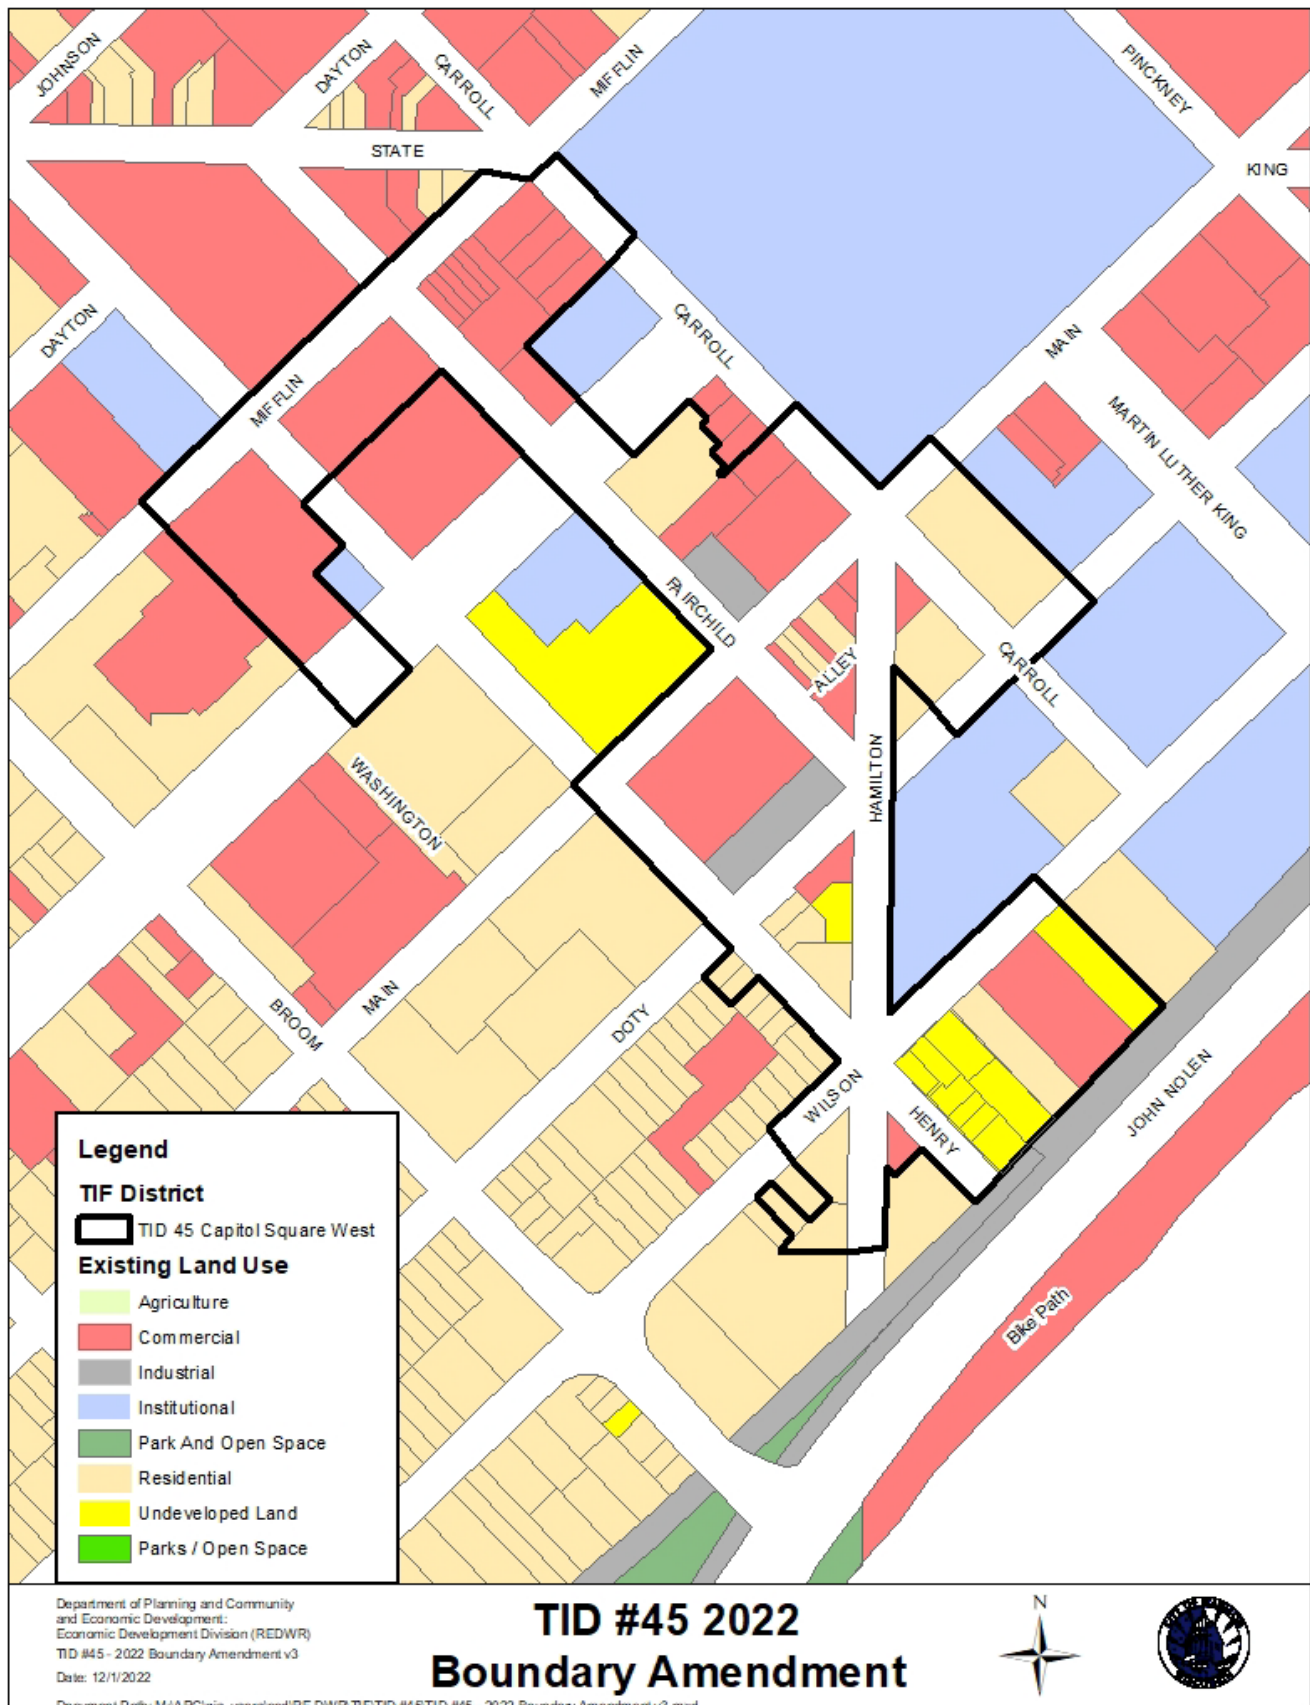 JOHNSON
DAYTON
CARROLL
MIFFLIN
PINCKNEY
STATE
KING
DAYTON
CARROLL
MAIN
MIFFLIN
MARTIN LUTHER KING
FAIRCHILD
ALLEY
CARROLL
HAMILTON
WASHINGTON
MAIN
BROOM
DOTY
WILSON
HENRY
JOHN NOLEN
Bike Path
Legend
TIF District
TID 45 Capitol Square West
Existing Land Use
Agriculture
Commercial
Industrial
Institutional
Park And Open Space
Residential
Undeveloped Land
Parks / Open Space
Department of Planning and Community
and Economic Development:
Economic Development Division (REDWR)
TID #45 - 2022 Boundary Amendment v3
Date: 12/1/2022
TID #45 2022
Boundary Amendment
N